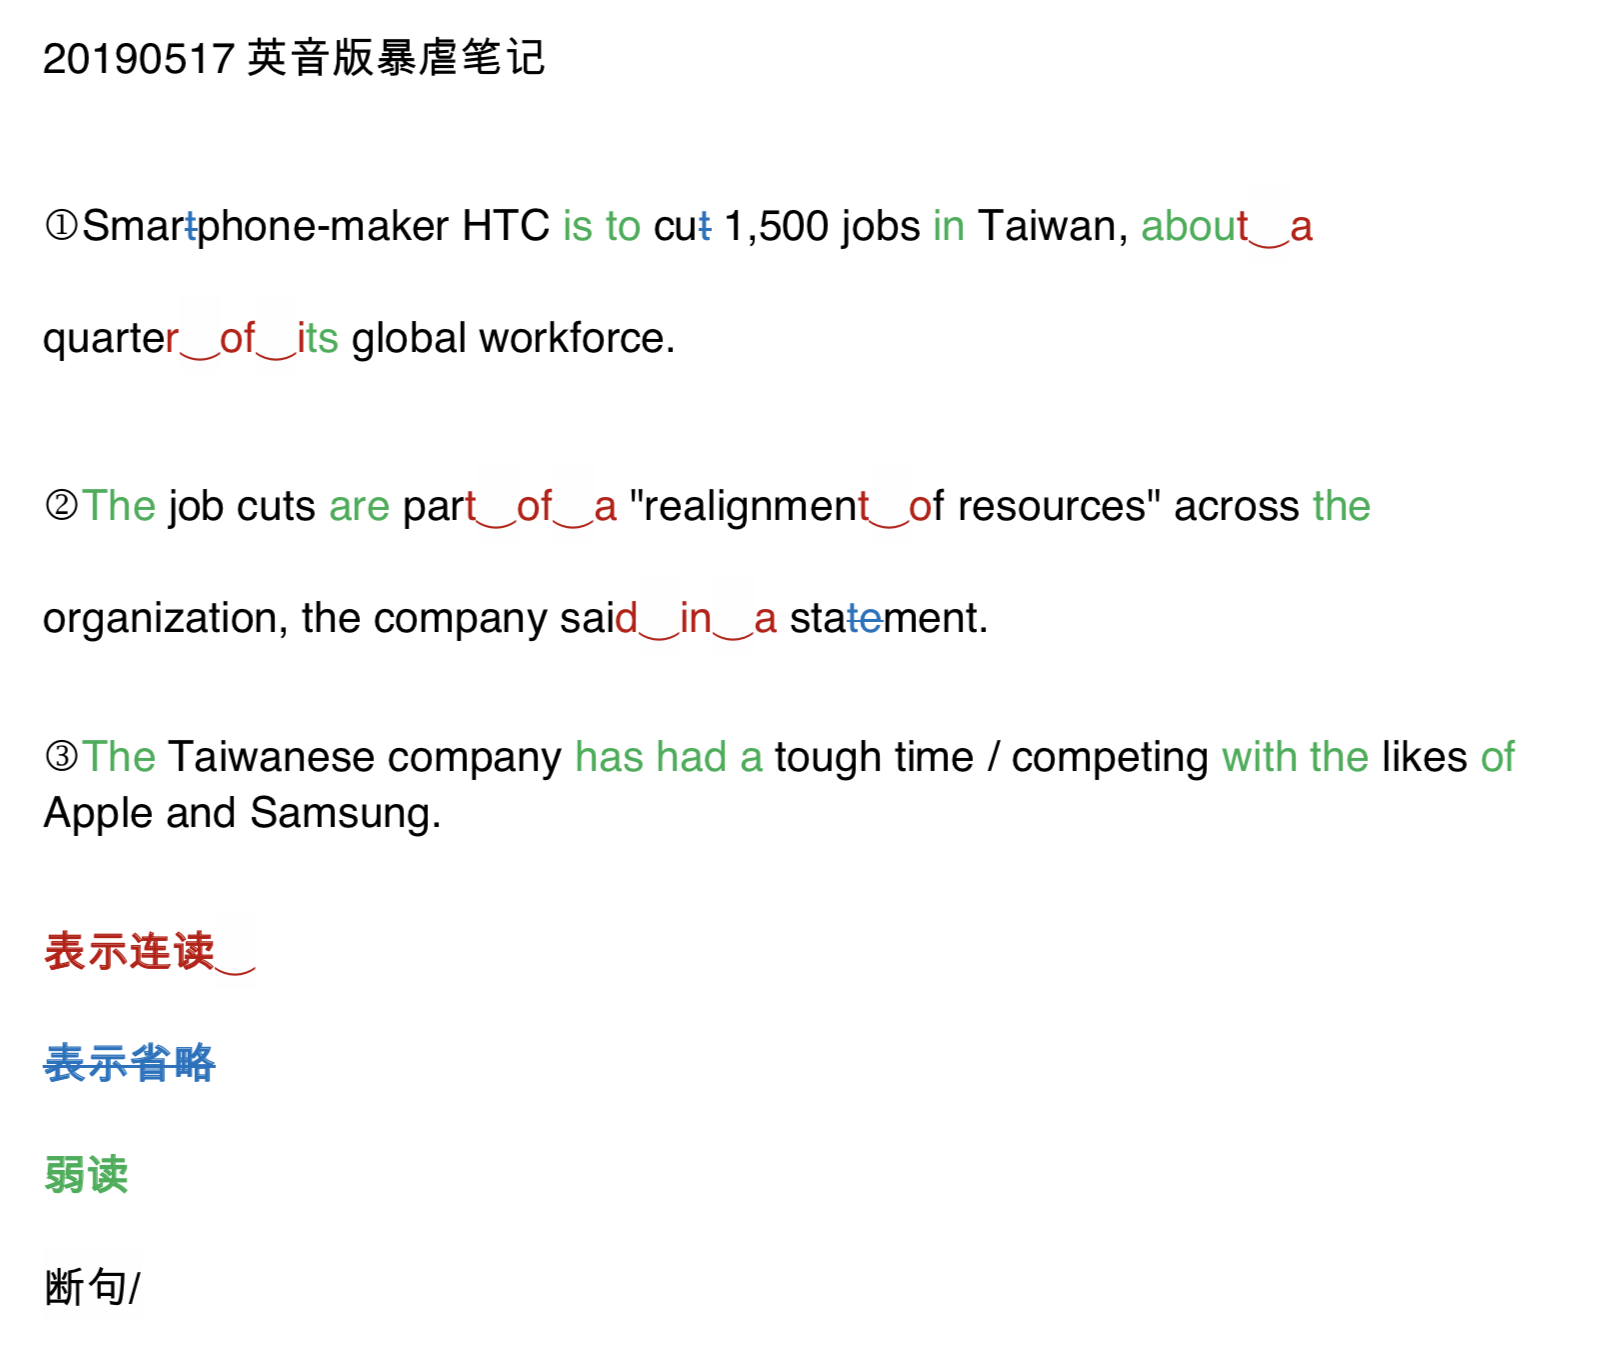 20190517 英音版暴虐笔记
①Smartphone-maker HTC is to cut 1,500 jobs in Taiwan, about‿a
quarter‿of‿its global workforce.
②The job cuts are part‿of‿a "realignment‿of resources" across the
organization, the company said‿in‿a statement.
③The Taiwanese company has had a tough time / competing with the likes of
Apple and Samsung.
表示连读‿
表示省略
弱读
断句/